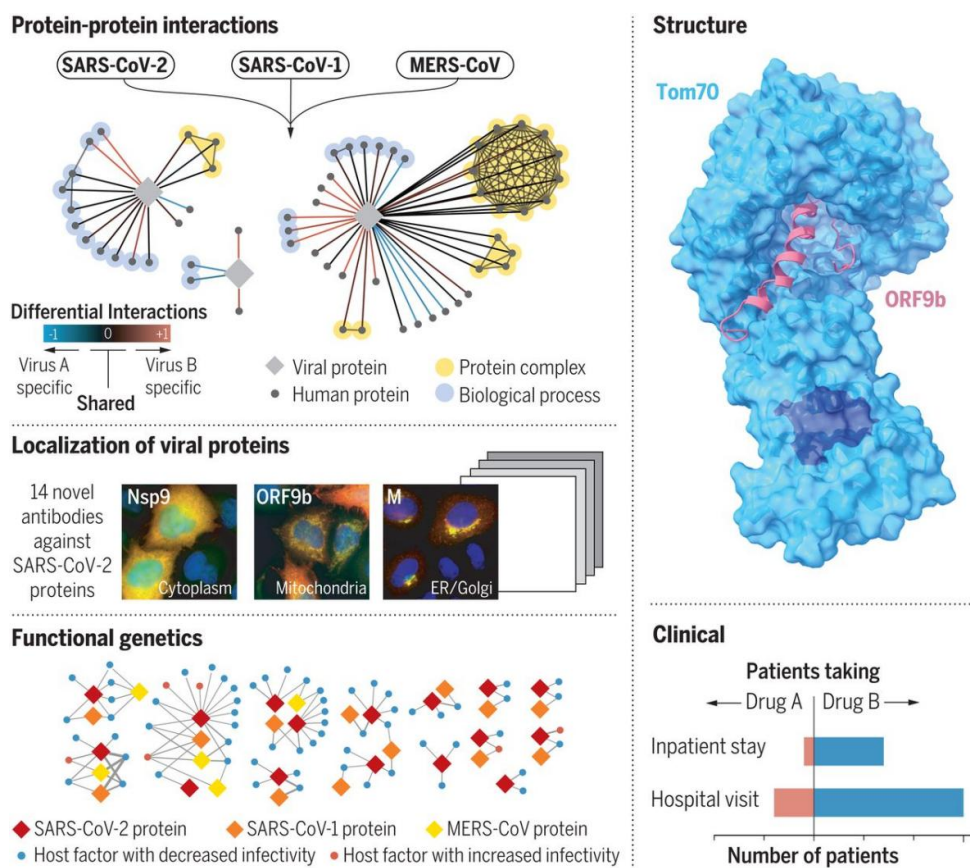 Protein-protein interactions
SARS-CoV-2
SARS-CoV-1
MERS-CoV
Differential Interactions
-1
0
+1
Virus A
specific
Virus B
specific
Shared
Viral protein
Human protein
Protein complex
Biological process
Localization of viral proteins
14 novel
antibodies
against
SARS-CoV-2
proteins
Nsp9
Cytoplasm
ORF9b
Mitochondria
M
ER/Golgi
Functional genetics
SARS-CoV-2 protein
SARS-CoV-1 protein
MERS-CoV protein
Host factor with decreased infectivity
Host factor with increased infectivity
Structure
Tom70
ORF9b
Clinical
Patients taking
Drug A
Drug B
Inpatient stay
Hospital visit
Number of patients